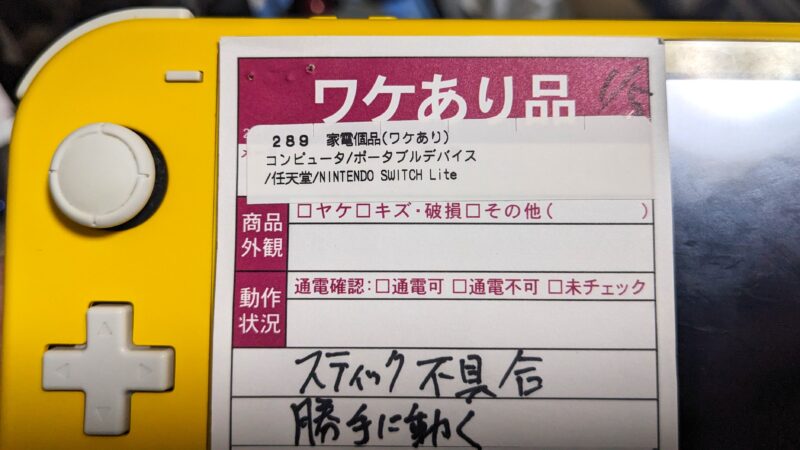 ワケあり品
289 家電個品(ワケあり)
コンピュータ/ポータブルデバイス
/任天堂/NINTENDO SWITCH Lite
商品外観
□ヤケ□キズ・破損□その他( )
動作状況
通電確認:□通電可 □通電不可 □未チェック
スティック不具合
勝手に動く